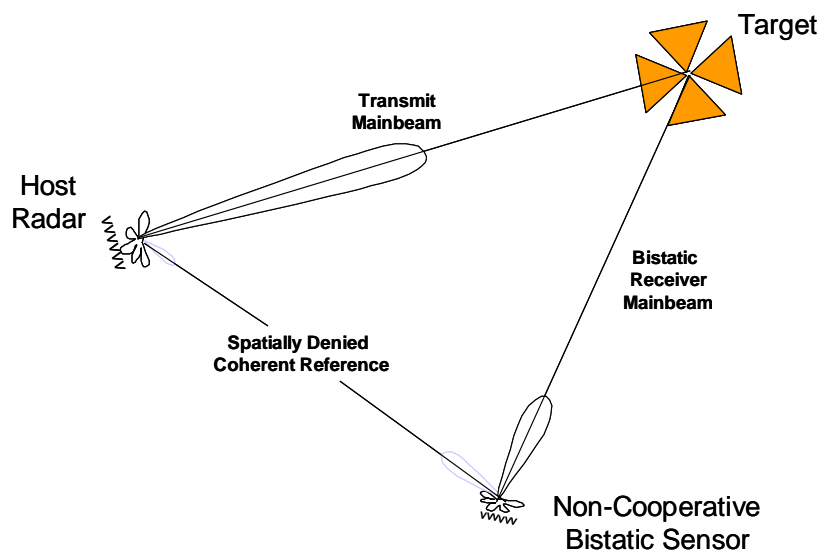 Target
Transmit
Mainbeam
Host
Radar
Bistatic
Receiver
Mainbeam
Spatially Denied
Coherent Reference
Non-Cooperative
Bistatic Sensor